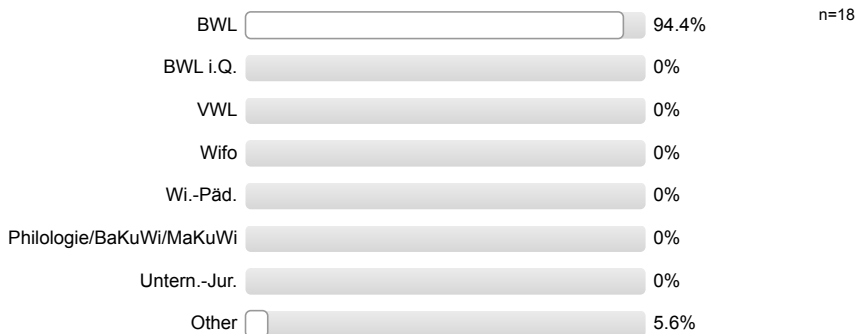 BWL 94.4% n=18
BWL i.Q. 0%
VWL 0%
Wifo 0%
Wi.-Päd. 0%
Philologie/BaKuWi/MaKuWi 0%
Untern.-Jur. 0%
Other 5.6%